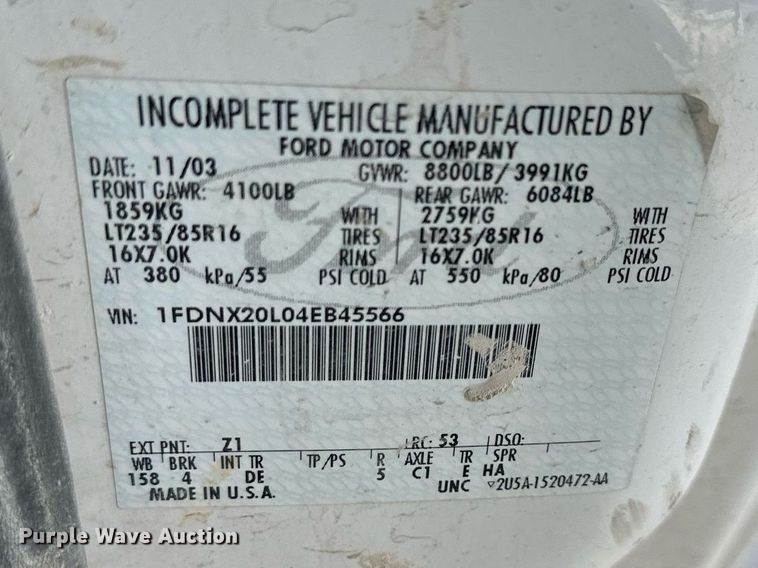 INCOMPLETE VEHICLE MANUFACTURED BY
FORD MOTOR COMPANY
DATE: 11/03 GVWR: 8800LB/ 3991KG
FRONT GAWR: 4100LB REAR GAWR: 6084LB
1859KG WITH 2759KG WITH
LT235/85R16 TIRES LT235/85R16 TIRES
16X7.0K RIMS 16X7.0K RIMS
AT 380 kPa/55 PSI COLD AT 550 kPa/80 PSI COLD
Ford
VIN: 1FDNX20L04EB45566
EXT PNT: Z1 RC: 53 DSO:
WB BRK INT TR TP/PS R AXLE TR SPR
158 4 DE 5 C1 E HA
MADE IN U.S.A. UNC ▽2U5A-1520472-AA
Purple Wave Auction